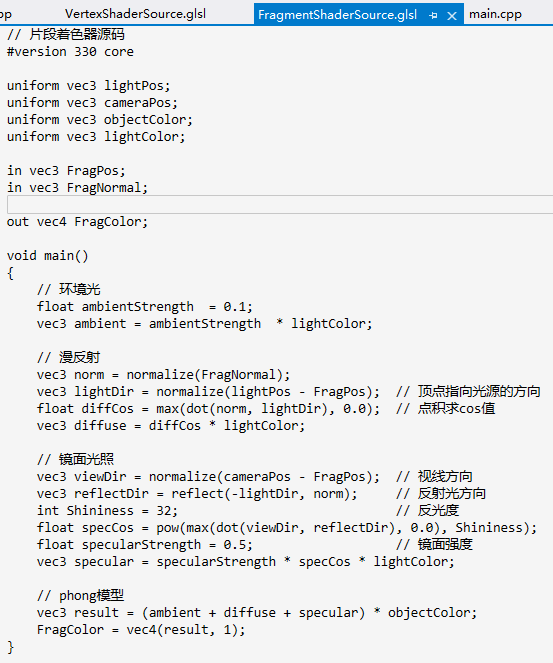 pp VertexShaderSource.glsl FragmentShaderSource.glsl main.cpp
// 片段着色器源码
#version 330 core
uniform vec3 lightPos;
uniform vec3 cameraPos;
uniform vec3 objectColor;
uniform vec3 lightColor;
in vec3 FragPos;
in vec3 FragNormal;
out vec4 FragColor;
void main()
{
    // 环境光
    float ambientStrength  = 0.1;
    vec3 ambient = ambientStrength  * lightColor;
    // 漫反射
    vec3 norm = normalize(FragNormal);
    vec3 lightDir = normalize(lightPos - FragPos);  // 顶点指向光源的方向
    float diffCos = max(dot(norm, lightDir), 0.0);  // 点积求cos值
    vec3 diffuse = diffCos * lightColor;
    // 镜面光照
    vec3 viewDir = normalize(cameraPos - FragPos);  // 视线方向
    vec3 reflectDir = reflect(-lightDir, norm);     // 反射光方向
    int Shininess = 32;                             // 反光度
    float specCos = pow(max(dot(viewDir, reflectDir), 0.0), Shininess);
    float specularStrength = 0.5;                   // 镜面强度
    vec3 specular = specularStrength * specCos * lightColor;
    // phong模型
    vec3 result = (ambient + diffuse + specular) * objectColor;
    FragColor = vec4(result, 1);
}